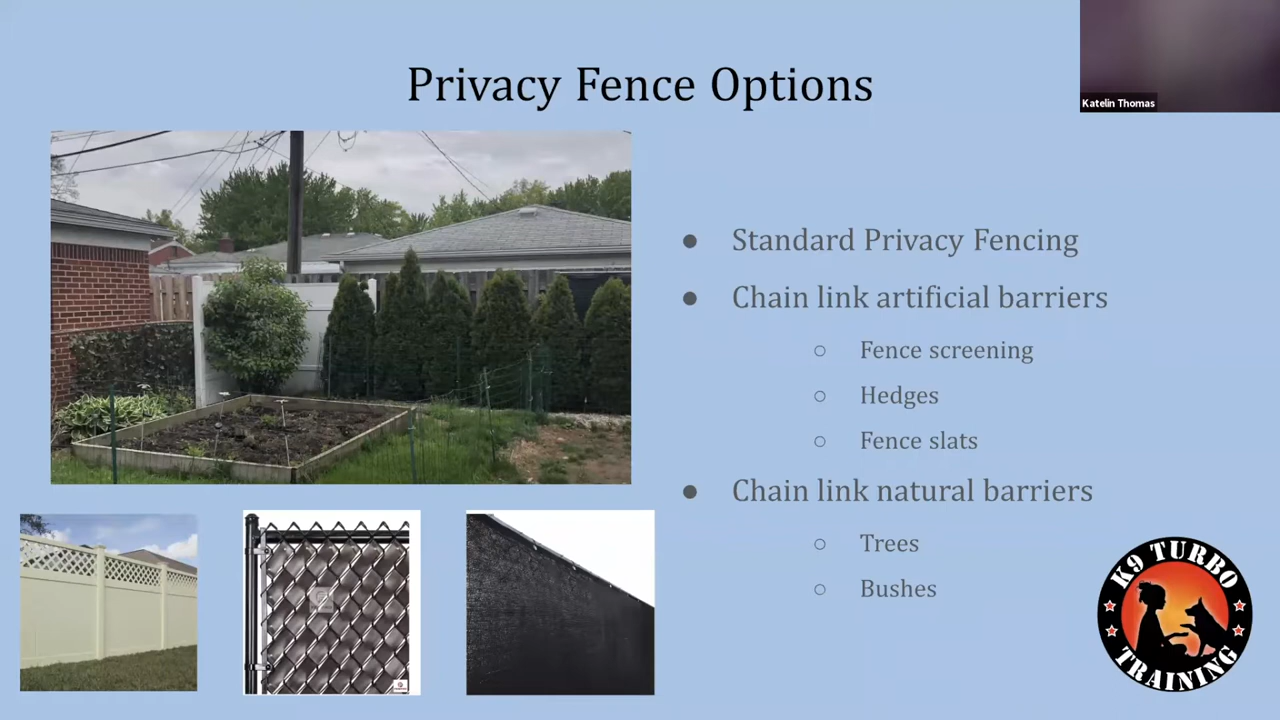 Privacy Fence Options
Katelin Thomas
● Standard Privacy Fencing
● Chain link artificial barriers
○ Fence screening
○ Hedges
○ Fence slats
● Chain link natural barriers
○ Trees
○ Bushes
K9 TURBO
TRAINING